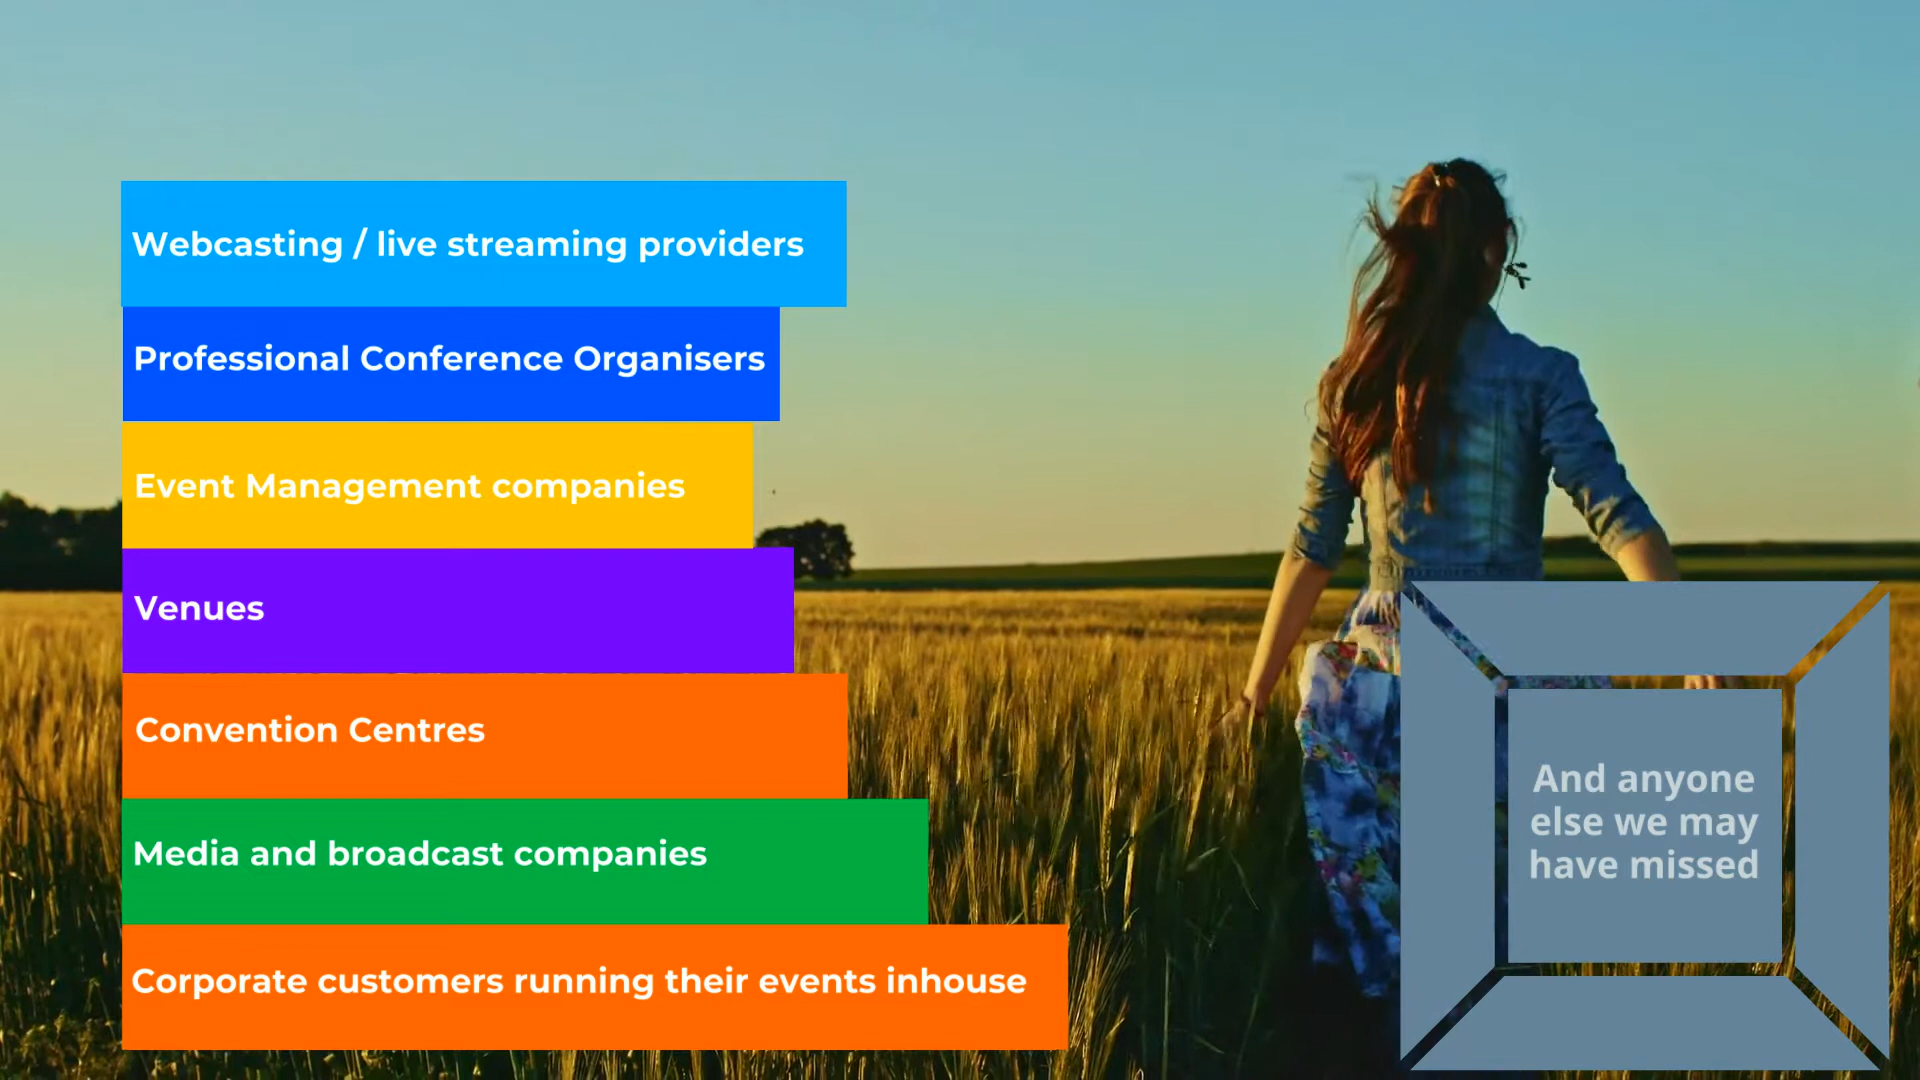 Webcasting / live streaming providers
Professional Conference Organisers
Event Management companies
Venues
Convention Centres
Media and broadcast companies
Corporate customers running their events inhouse
And anyone
else we may
have missed